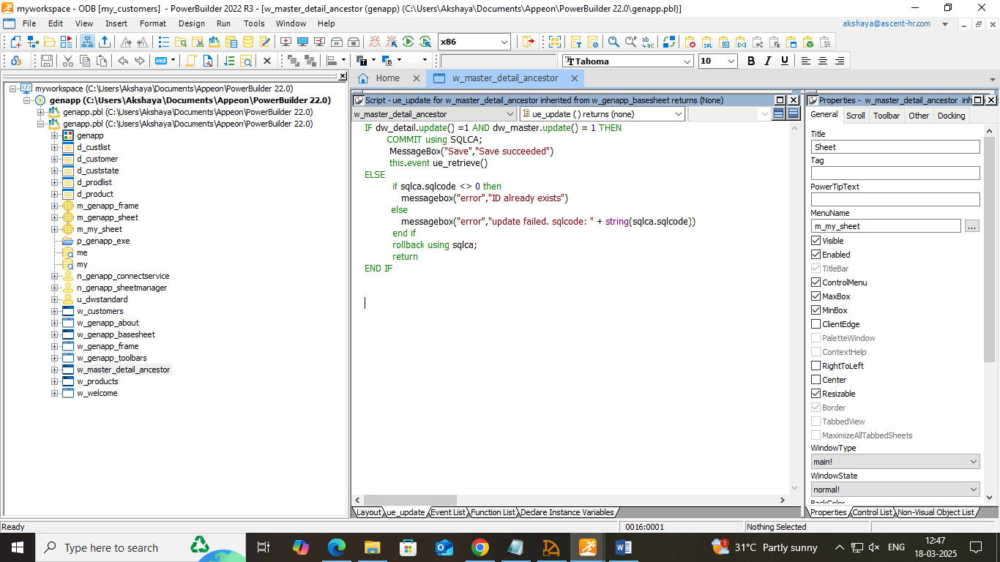 myworkspace - ODB [my_customers] - PowerBuilder 2022 R3 - [w_master_detail_ancestor (genapp) (C:\Users\Akshaya\Documents\Appeon\PowerBuilder 22.0\genapp.pbl)]
File Edit View Insert Format Design Run Tools Window Help
akshaya@ascent-hr.com
x86
Tahoma
10
myworkspace (C:\Users\Akshaya\Documents\Appeon\PowerBuilder 22.0)
genapp (C:\Users\Akshaya\Documents\Appeon\PowerBuilder 22.0)
genapp.pbl (C:\Users\Akshaya\Documents\Appeon\PowerBuilder 22.0)
genapp.pbl (C:\Users\Akshaya\Documents\Appeon\PowerBuilder 22.0)
genapp
d_custlist
d_customer
d_custstate
d_prodlist
d_product
m_genapp_frame
m_genapp_sheet
m_my_sheet
p_genapp_exe
me
my
n_genapp_connectservice
n_genapp_sheetmanager
u_dwstandard
w_customers
w_genapp_about
w_genapp_basesheet
w_genapp_frame
w_genapp_toolbars
w_master_detail_ancestor
w_products
w_welcome
Home
w_master_detail_ancestor
Script - ue_update for w_master_detail_ancestor inherited from w_genapp_basesheet returns (None)
w_master_detail_ancestor
ue_update ( ) returns (none)
IF dw_detail.update() =1 AND dw_master.update() = 1 THEN
COMMIT using SQLCA;
MessageBox("Save","Save succeeded")
this.event ue_retrieve()
ELSE
if sqlca.sqlcode <> 0 then
messagebox("error","ID already exists")
else
messagebox("error","update failed. sqlcode: " + string(sqlca.sqlcode))
end if
rollback using sqlca;
return
END IF
Layout ue_update Event List Function List Declare Instance Variables
Properties - w_master_detail_ancestor
General Scroll Toolbar Other Docking
Title
Sheet
Tag
PowerTipText
MenuName
m_my_sheet
...
Visible
Enabled
TitleBar
ControlMenu
MaxBox
MinBox
ClientEdge
PaletteWindow
ContextHelp
RightToLeft
Center
Resizable
Border
TabbedView
MaximizeAllTabbedSheets
WindowType
main!
WindowState
normal!
BackColor
Properties Control List Non-Visual Object List
Ready
0016:0001
Nothing Selected
Type here to search
1
31°C Partly sunny
ENG
12:47
18-03-2025